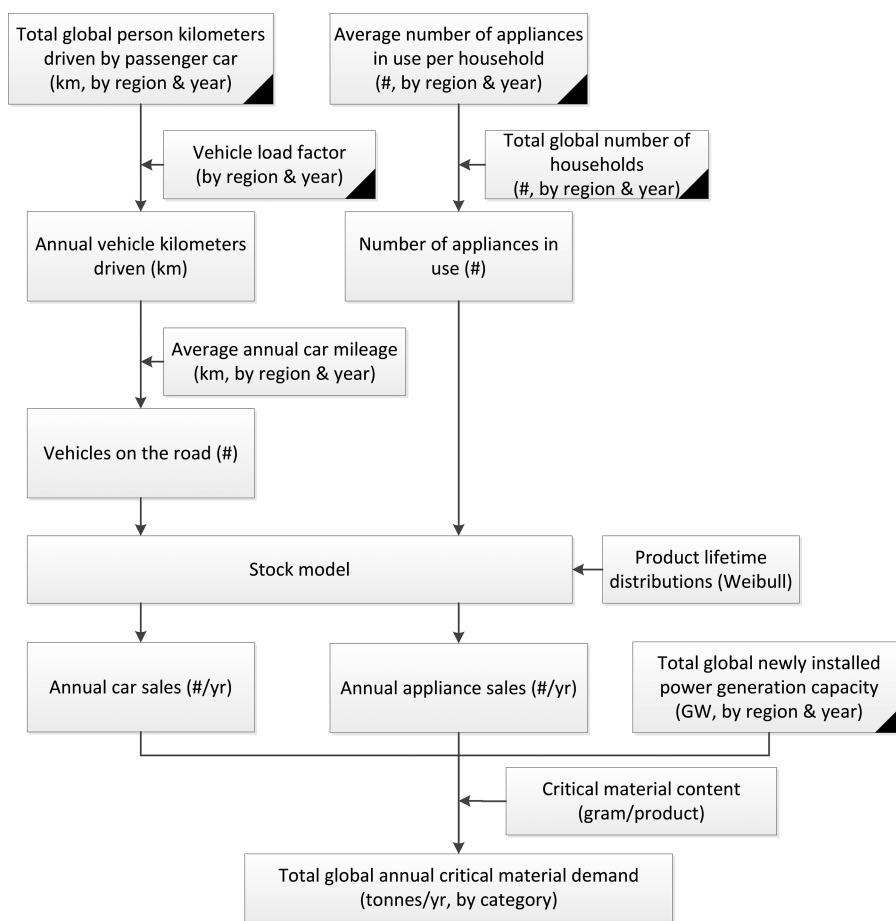 Total global person kilometers
driven by passenger car
(km, by region & year)
Average number of appliances
in use per household
(#, by region & year)
Vehicle load factor
(by region & year)
Total global number of
households
(#, by region & year)
Annual vehicle kilometers
driven (km)
Number of appliances in
use (#)
Average annual car mileage
(km, by region & year)
Vehicles on the road (#)
Stock model
Product lifetime
distributions (Weibull)
Annual car sales (#/yr)
Annual appliance sales (#/yr)
Total global newly installed
power generation capacity
(GW, by region & year)
Critical material content
(gram/product)
Total global annual critical material demand
(tonnes/yr, by category)